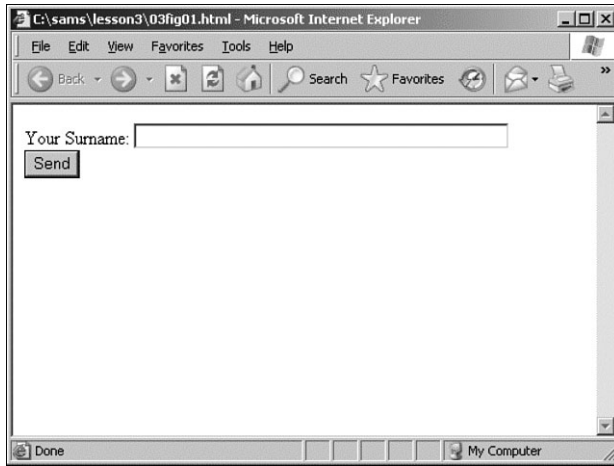 C:\sams\lesson3\03fig01.html - Microsoft Internet Explorer
File Edit View Favorites Tools Help
Back Search Favorites »
Your Surname:
Send
Done My Computer